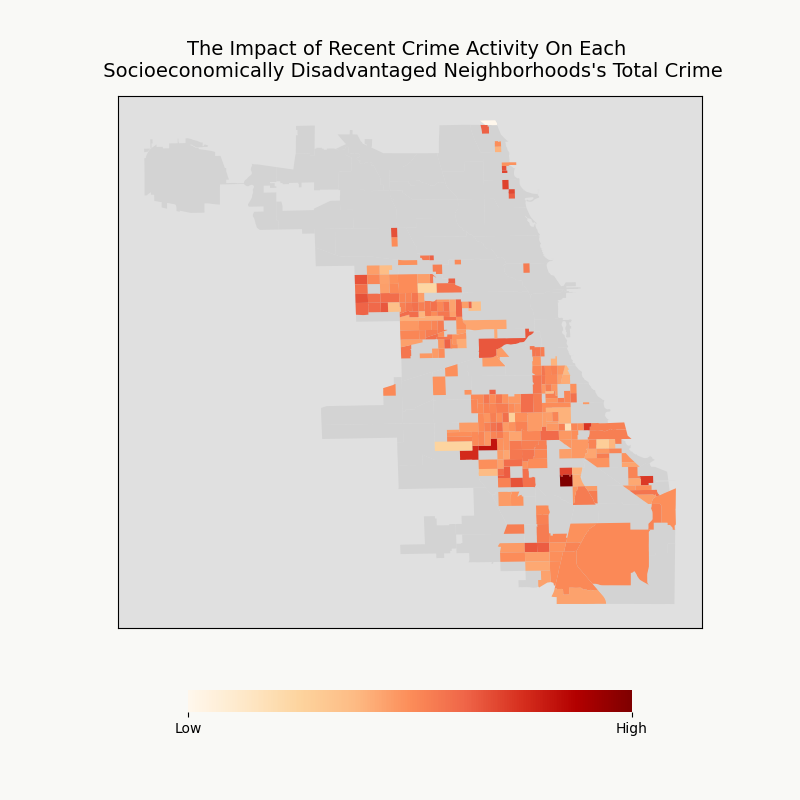 The Impact of Recent Crime Activity On Each
Socioeconomically Disadvantaged Neighborhoods's Total Crime
Low
High